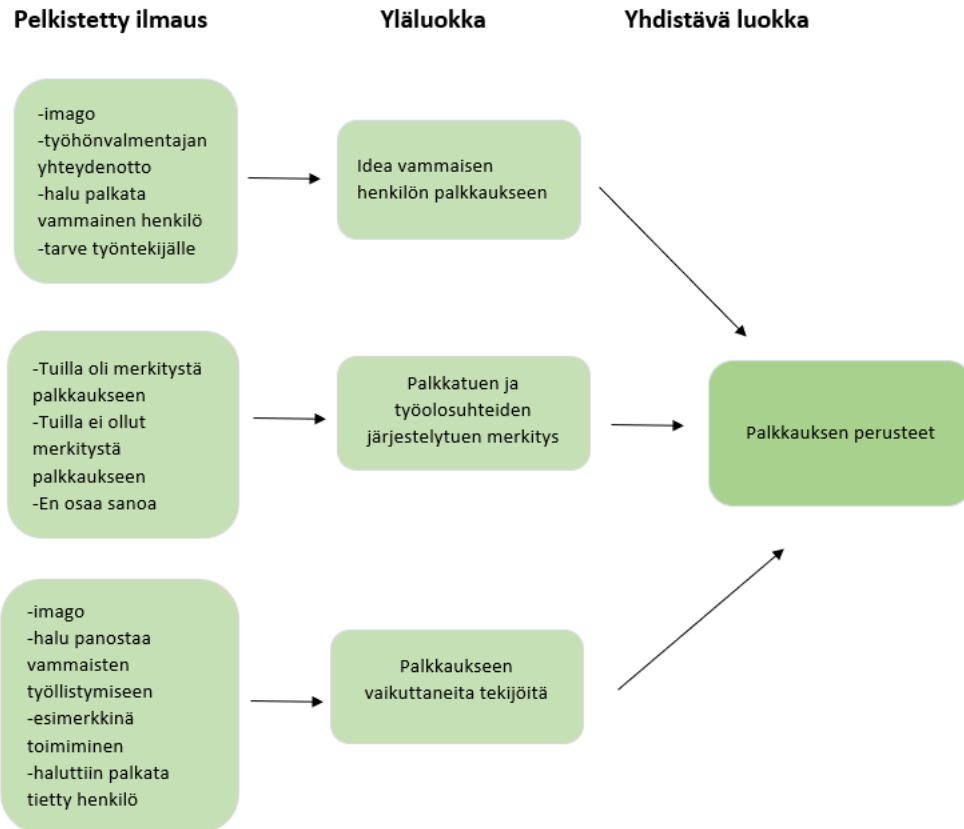 Pelkistetty ilmaus
Yläluokka
Yhdistävä luokka
-imago
-työhönvalmentajan
yhteydenotto
-halu palkata
vammainen henkilö
-tarve työntekijälle
Idea vammaisen
henkilön palkkaukseen
-Tuilla oli merkitystä
palkkaukseen
-Tuilla ei ollut
merkitystä
palkkaukseen
-En osaa sanoa
Palkkatuen ja
työolosuhteiden
järjestelytuen merkitys
Palkkauksen perusteet
-imago
-halu panostaa
vammaisten
työllistymiseen
-esimerkkinä
toimiminen
-haluttiin palkata
tietty henkilö
Palkkaukseen
vaikuttaneita tekijöitä